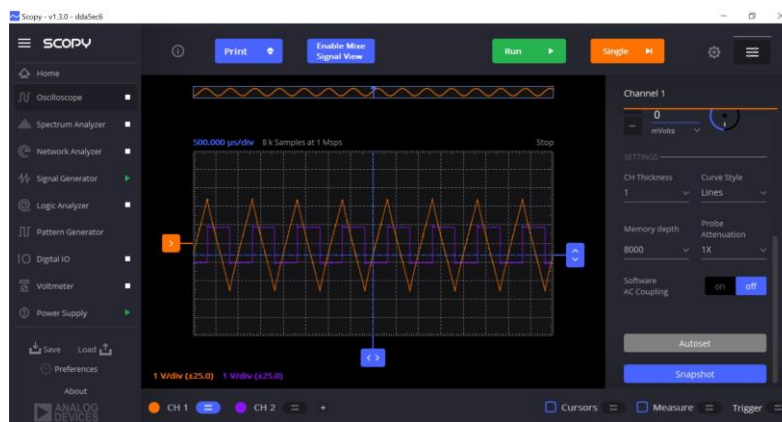 Scopy - v1.3.0 - dda5ec6
SCOPY
Print
Enable Mixe
Signal View
Run
Single
Home
Oscilloscope
Spectrum Analyzer
Network Analyzer
Signal Generator
Logic Analyzer
Pattern Generator
Digital IO
Voltmeter
Power Supply
Save
Load
Preferences
About
ANALOG
DEVICES
500.000 µs/div 8 k Samples at 1 Msps
Stop
1 V/div (±25.0) 1 V/div (±25.0)
CH 1
CH 2
+
Cursors
Measure
Trigger
Channel 1
0
mVolts
SETTINGS
CH Thickness
Curve Style
1
Lines
Memory depth
Probe
Attenuation
8000
1X
Software
AC Coupling
on
off
Autoset
Snapshot